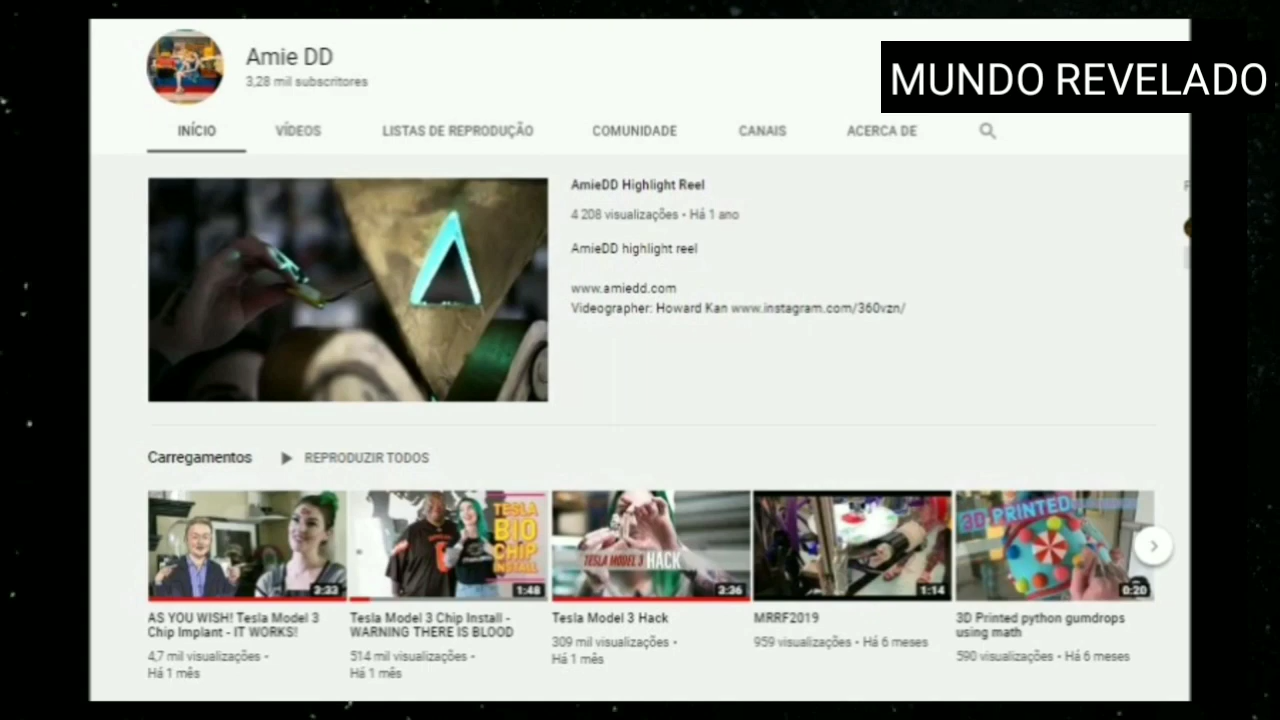 Amie DD
3,28 mil subscritores
MUNDO REVELADO
INÍCIO VÍDEOS LISTAS DE REPRODUÇÃO COMUNIDADE CANAIS ACERCA DE
AmieDD Highlight Reel
4 208 visualizações • Há 1 ano
AmieDD highlight reel
www.amiedd.com
Videographer: Howard Kan www.instagram.com/360vzn/
Carregamentos REPRODUZIR TODOS
TESLA
BIO
CHIP
INSTALL
TESLA MODEL 3 HACK
3D PRINTED
3:33 1:48 2:36 1:14 0:20
AS YOU WISH! Tesla Model 3
Chip Implant - IT WORKS!
4,7 mil visualizações •
Há 1 mês
Tesla Model 3 Chip Install -
WARNING THERE IS BLOOD
514 mil visualizações •
Há 1 mês
Tesla Model 3 Hack
309 mil visualizações •
Há 1 mês
MRRF2019
959 visualizações • Há 6 meses
3D Printed python gumdrops
using math
590 visualizações • Há 6 meses